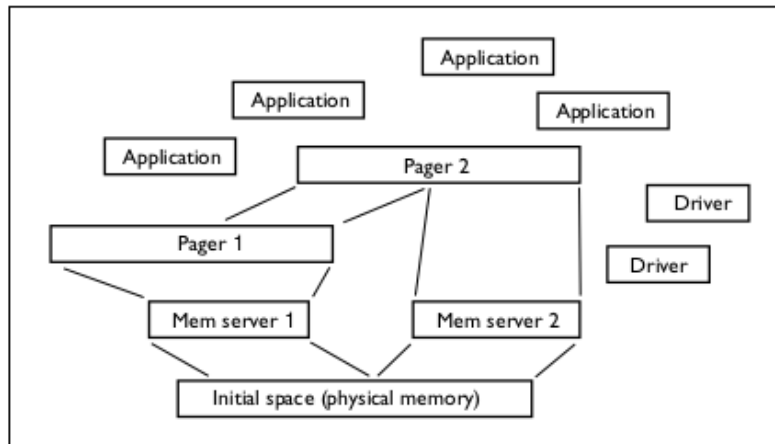 Application
Application
Application
Application
Pager 2
Driver
Pager 1
Driver
Mem server 1
Mem server 2
Initial space (physical memory)